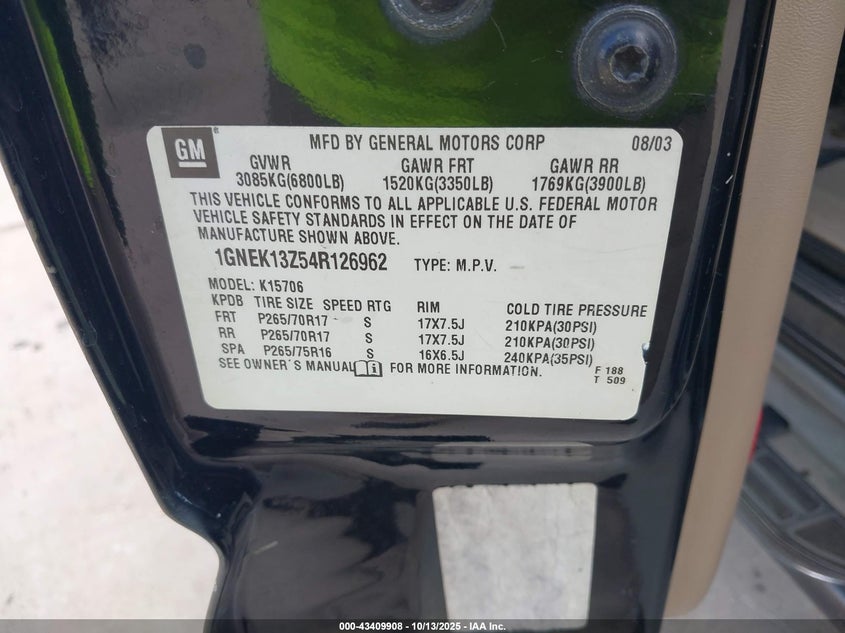 GM
MFD BY GENERAL MOTORS CORP 08/03
GVWR GAWR FRT GAWR RR
3085KG(6800LB) 1520KG(3350LB) 1769KG(3900LB)
THIS VEHICLE CONFORMS TO ALL APPLICABLE U.S. FEDERAL MOTOR
VEHICLE SAFETY STANDARDS IN EFFECT ON THE DATE OF
MANUFACTURE SHOWN ABOVE.
1GNEK13Z54R126962 TYPE: M.P.V.
MODEL: K15706
KPDB TIRE SIZE SPEED RTG RIM COLD TIRE PRESSURE
FRT P265/70R17 S 17X7.5J 210KPA(30PSI)
RR P265/70R17 S 17X7.5J 210KPA(30PSI)
SPA P265/75R16 S 16X6.5J 240KPA(35PSI)
SEE OWNER'S MANUAL FOR MORE INFORMATION.
F 188
T 509
000-43409908 | 10/13/2025 | IAA Inc.